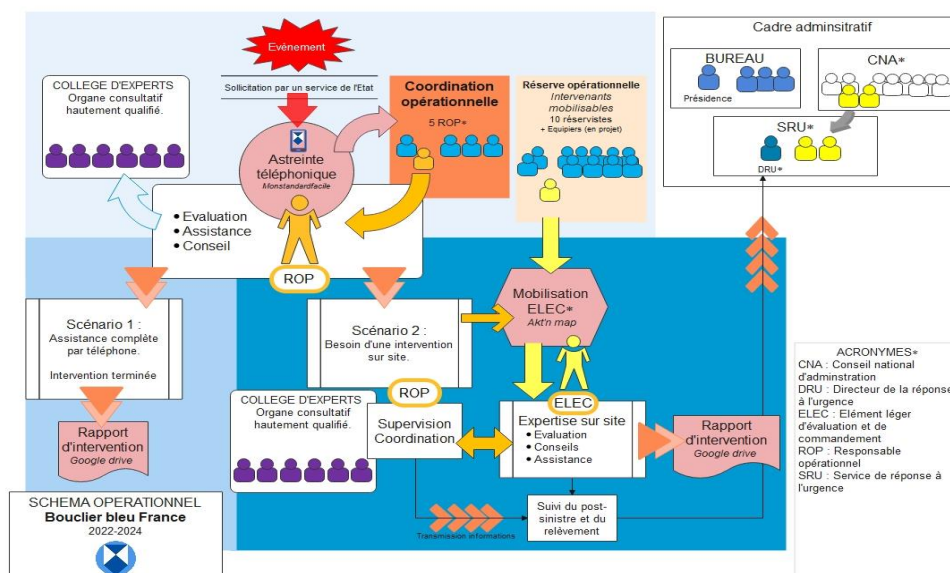 Evènement
Sollicitation par un service de l'Etat
COLLEGE D'EXPERTS
Organe consultatif
hautement qualifié.
Astreinte
téléphonique
Monstandardfacile
Coordination
opérationnelle
5 ROP*
Réserve opérationnelle
Intervenants
mobilisables
10 réservistes
+ Equipiers (en projet)
Cadre adminsitratif
BUREAU
Présidence
CNA*
SRU*
DRU*
• Evaluation
• Assistance
• Conseil
ROP
Scénario 1 :
Assistance complète
par téléphone.
Intervention terminée
Rapport
d'intervention
Google drive
Scénario 2 :
Besoin d'une intervention
sur site.
Mobilisation
ELEC*
Akt'n map
ROP
Supervision
Coordination
COLLEGE D'EXPERTS
Organe consultatif
hautement qualifié.
ELEC
Expertise sur site
• Evaluation
• Conseils
• Assistance
Rapport
d'intervention
Google drive
Suivi du post-
sinistre et du
relèvement
Transmission informations
ACRONYMES*
CNA : Conseil national
d'adminstration
DRU : Directeur de la réponse
à l'urgence
ELEC : Elément léger
d'évaluation et de
commandement
ROP : Responsable
opérationnel
SRU : Service de réponse à
l'urgence
SCHEMA OPERATIONNEL
Bouclier bleu France
2022-2024